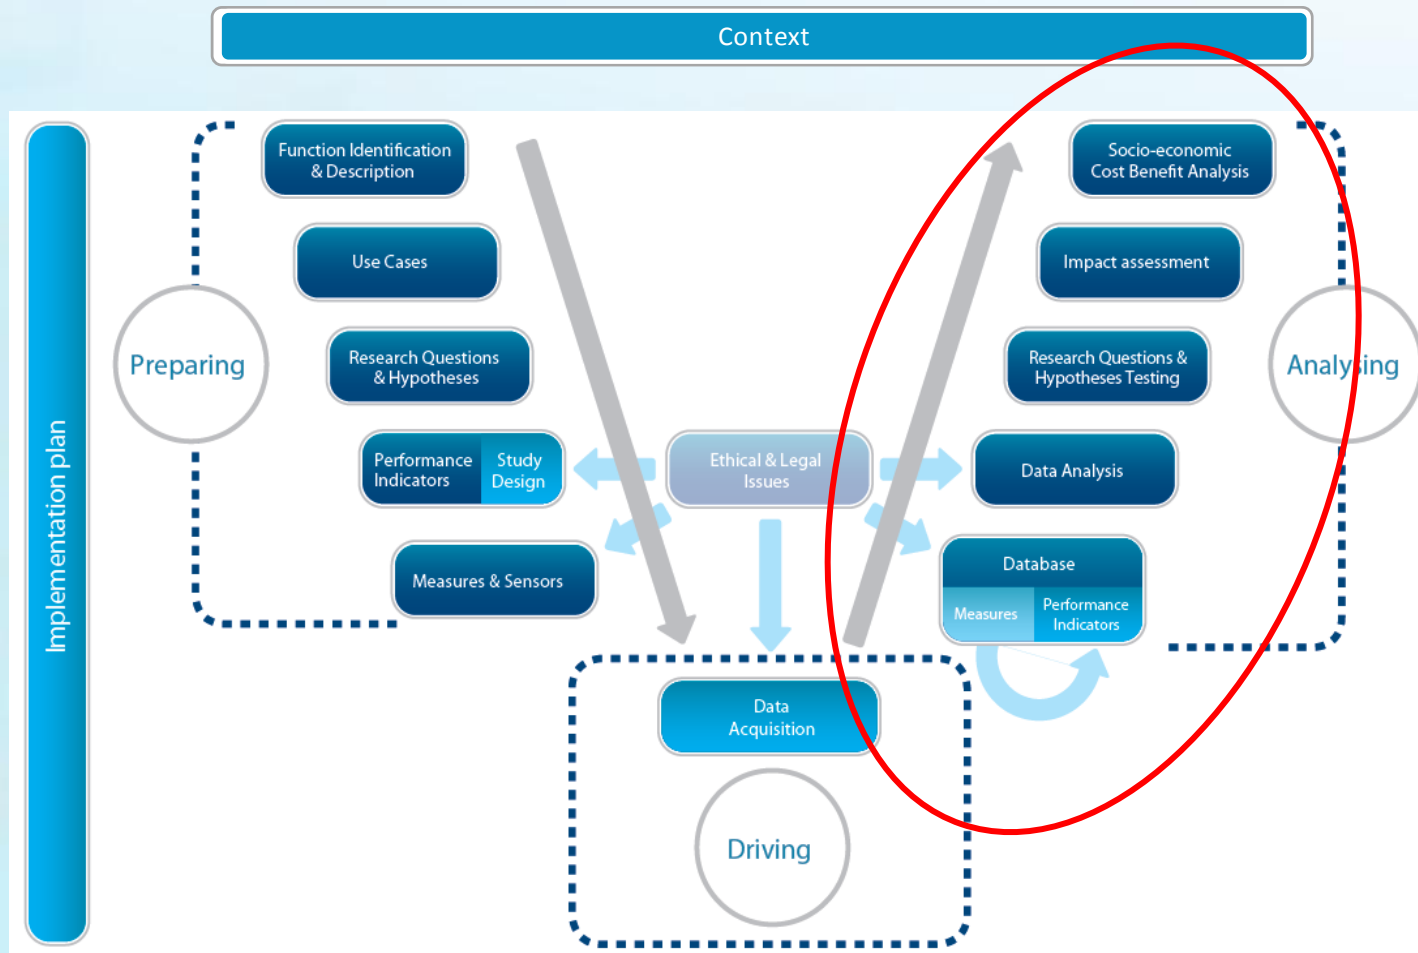 Context
Implementation plan
Preparing
Function Identification
& Description
Use Cases
Research Questions
& Hypotheses
Performance
Indicators
Study
Design
Measures & Sensors
Ethical & Legal
Issues
Data
Acquisition
Driving
Socio-economic
Cost Benefit Analysis
Impact assessment
Research Questions &
Hypotheses Testing
Data Analysis
Database
Measures
Performance
Indicators
Analysing